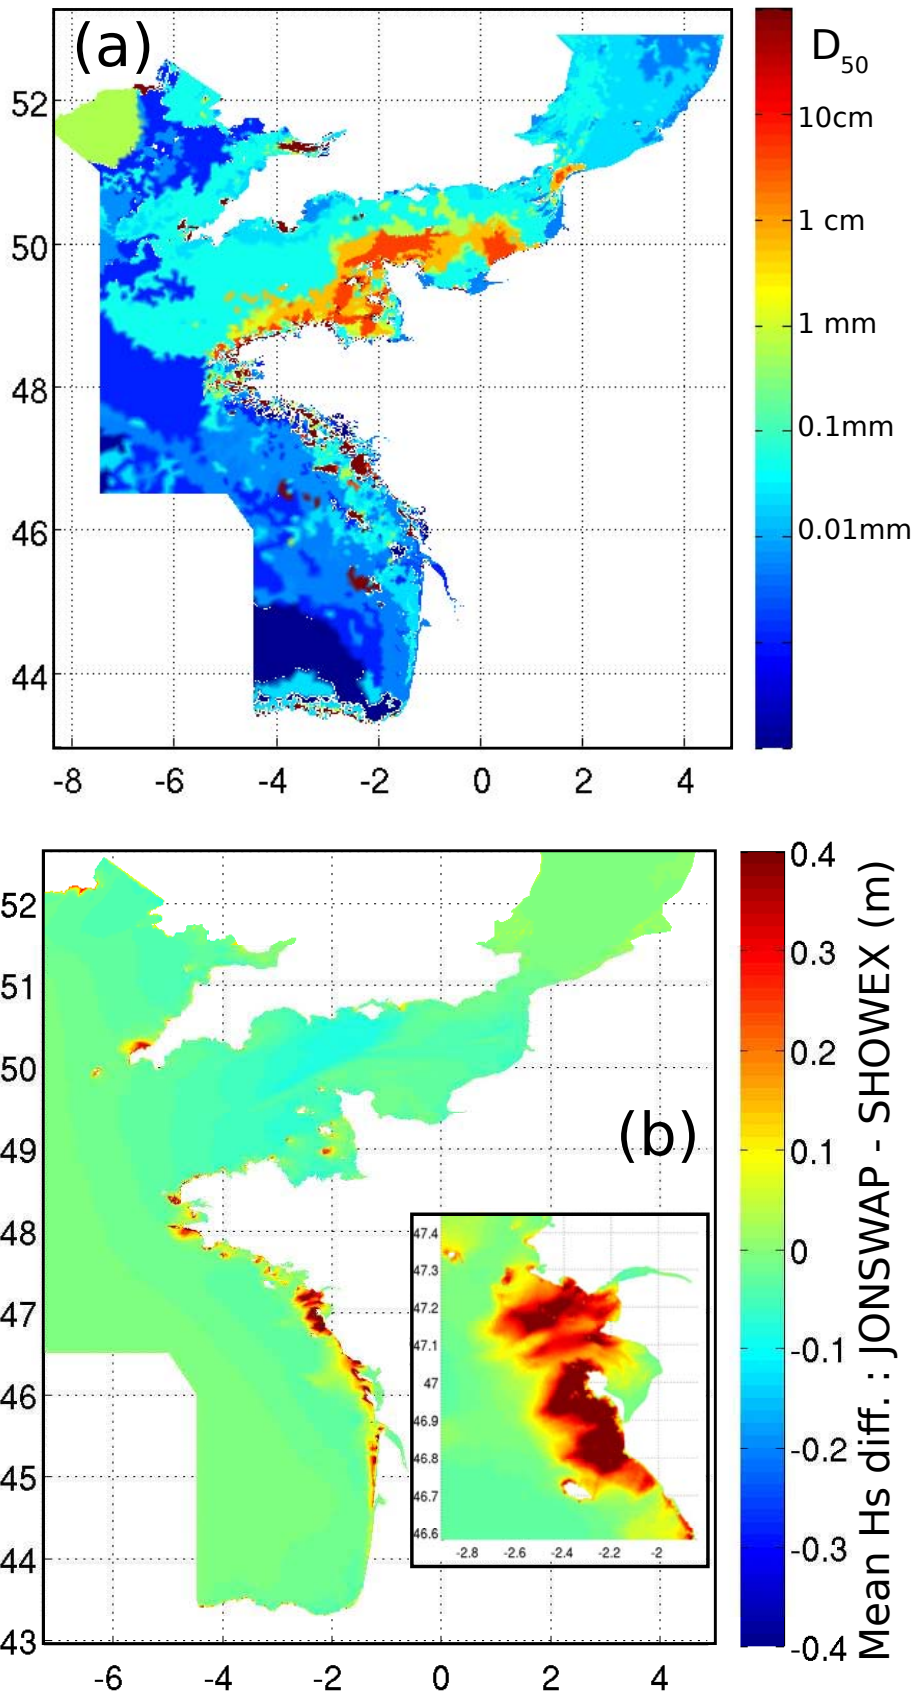 (a)
D50
52
50
48
46
44
-8 -6 -4 -2 0 2 4
10cm
1 cm
1 mm
0.1mm
0.01mm
(b)
52
51
50
49
48
47
46
45
44
43
-6 -4 -2 0 2 4
47.4
47.3
47.2
47.1
47
46.9
46.8
46.7
46.6
-2.8 -2.6 -2.4 -2.2 -2
0.4
0.3
0.2
0.1
0
-0.1
-0.2
-0.3
-0.4
Mean Hs diff. : JONSWAP - SHOWEX (m)